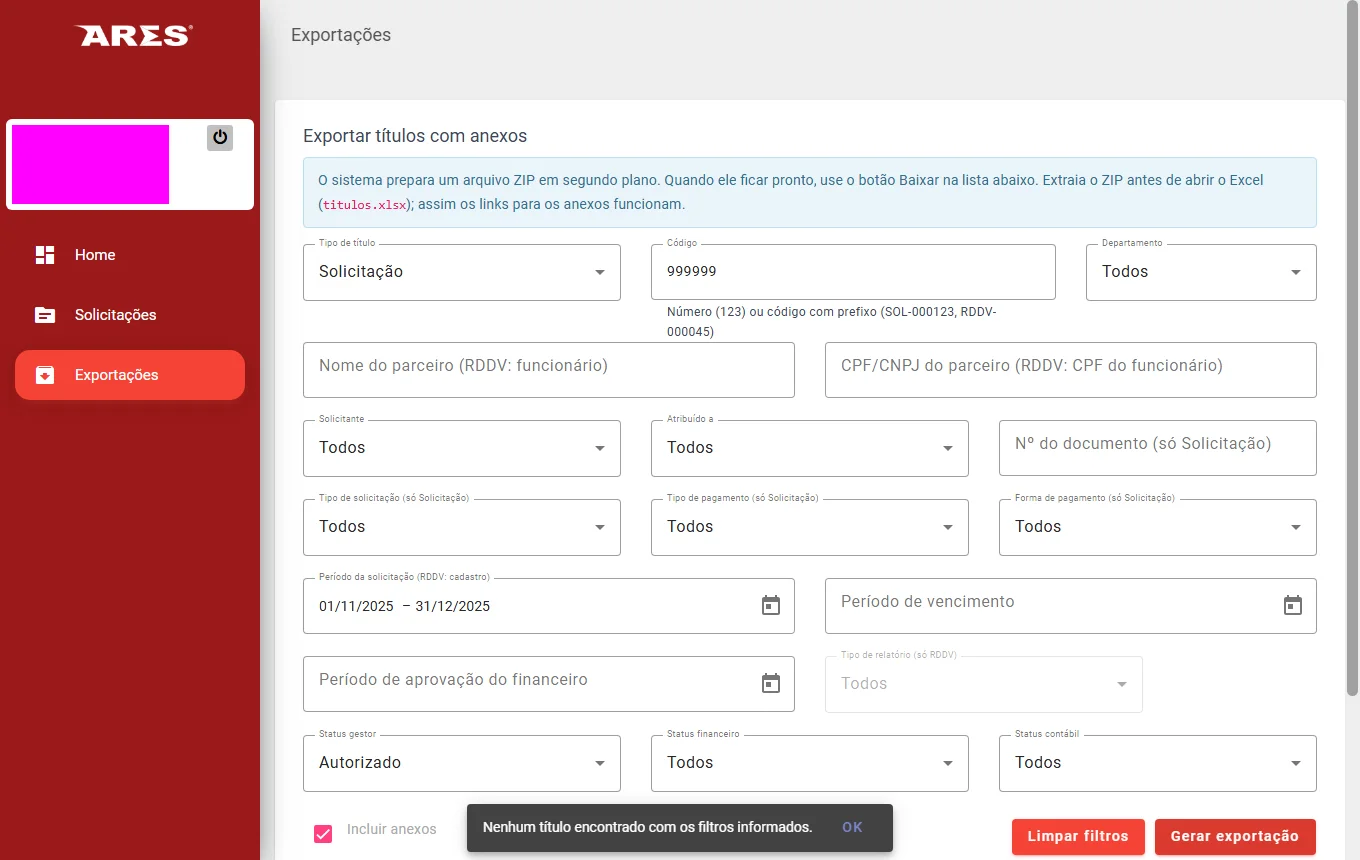 ARES
Exportações
Home
Solicitações
Exportações
Exportar títulos com anexos
O sistema prepara um arquivo ZIP em segundo plano. Quando ele ficar pronto, use o botão Baixar na lista abaixo. Extraia o ZIP antes de abrir o Excel
(titulos.xlsx); assim os links para os anexos funcionam.
Tipo de título
Solicitação
Código
999999
Número (123) ou código com prefixo (SOL-000123, RDDV-
000045)
Departamento
Todos
Nome do parceiro (RDDV: funcionário)
CPF/CNPJ do parceiro (RDDV: CPF do funcionário)
Solicitante
Todos
Atribuído a
Todos
Nº do documento (só Solicitação)
Tipo de solicitação (só Solicitação)
Todos
Tipo de pagamento (só Solicitação)
Todos
Forma de pagamento (só Solicitação)
Todos
Período da solicitação (RDDV: cadastro)
01/11/2025 – 31/12/2025
Período de vencimento
Período de aprovação do financeiro
Tipo de relatório (só RDDV)
Todos
Status gestor
Autorizado
Status financeiro
Todos
Status contábil
Todos
Incluir anexos
Nenhum título encontrado com os filtros informados. OK
Limpar filtros
Gerar exportação